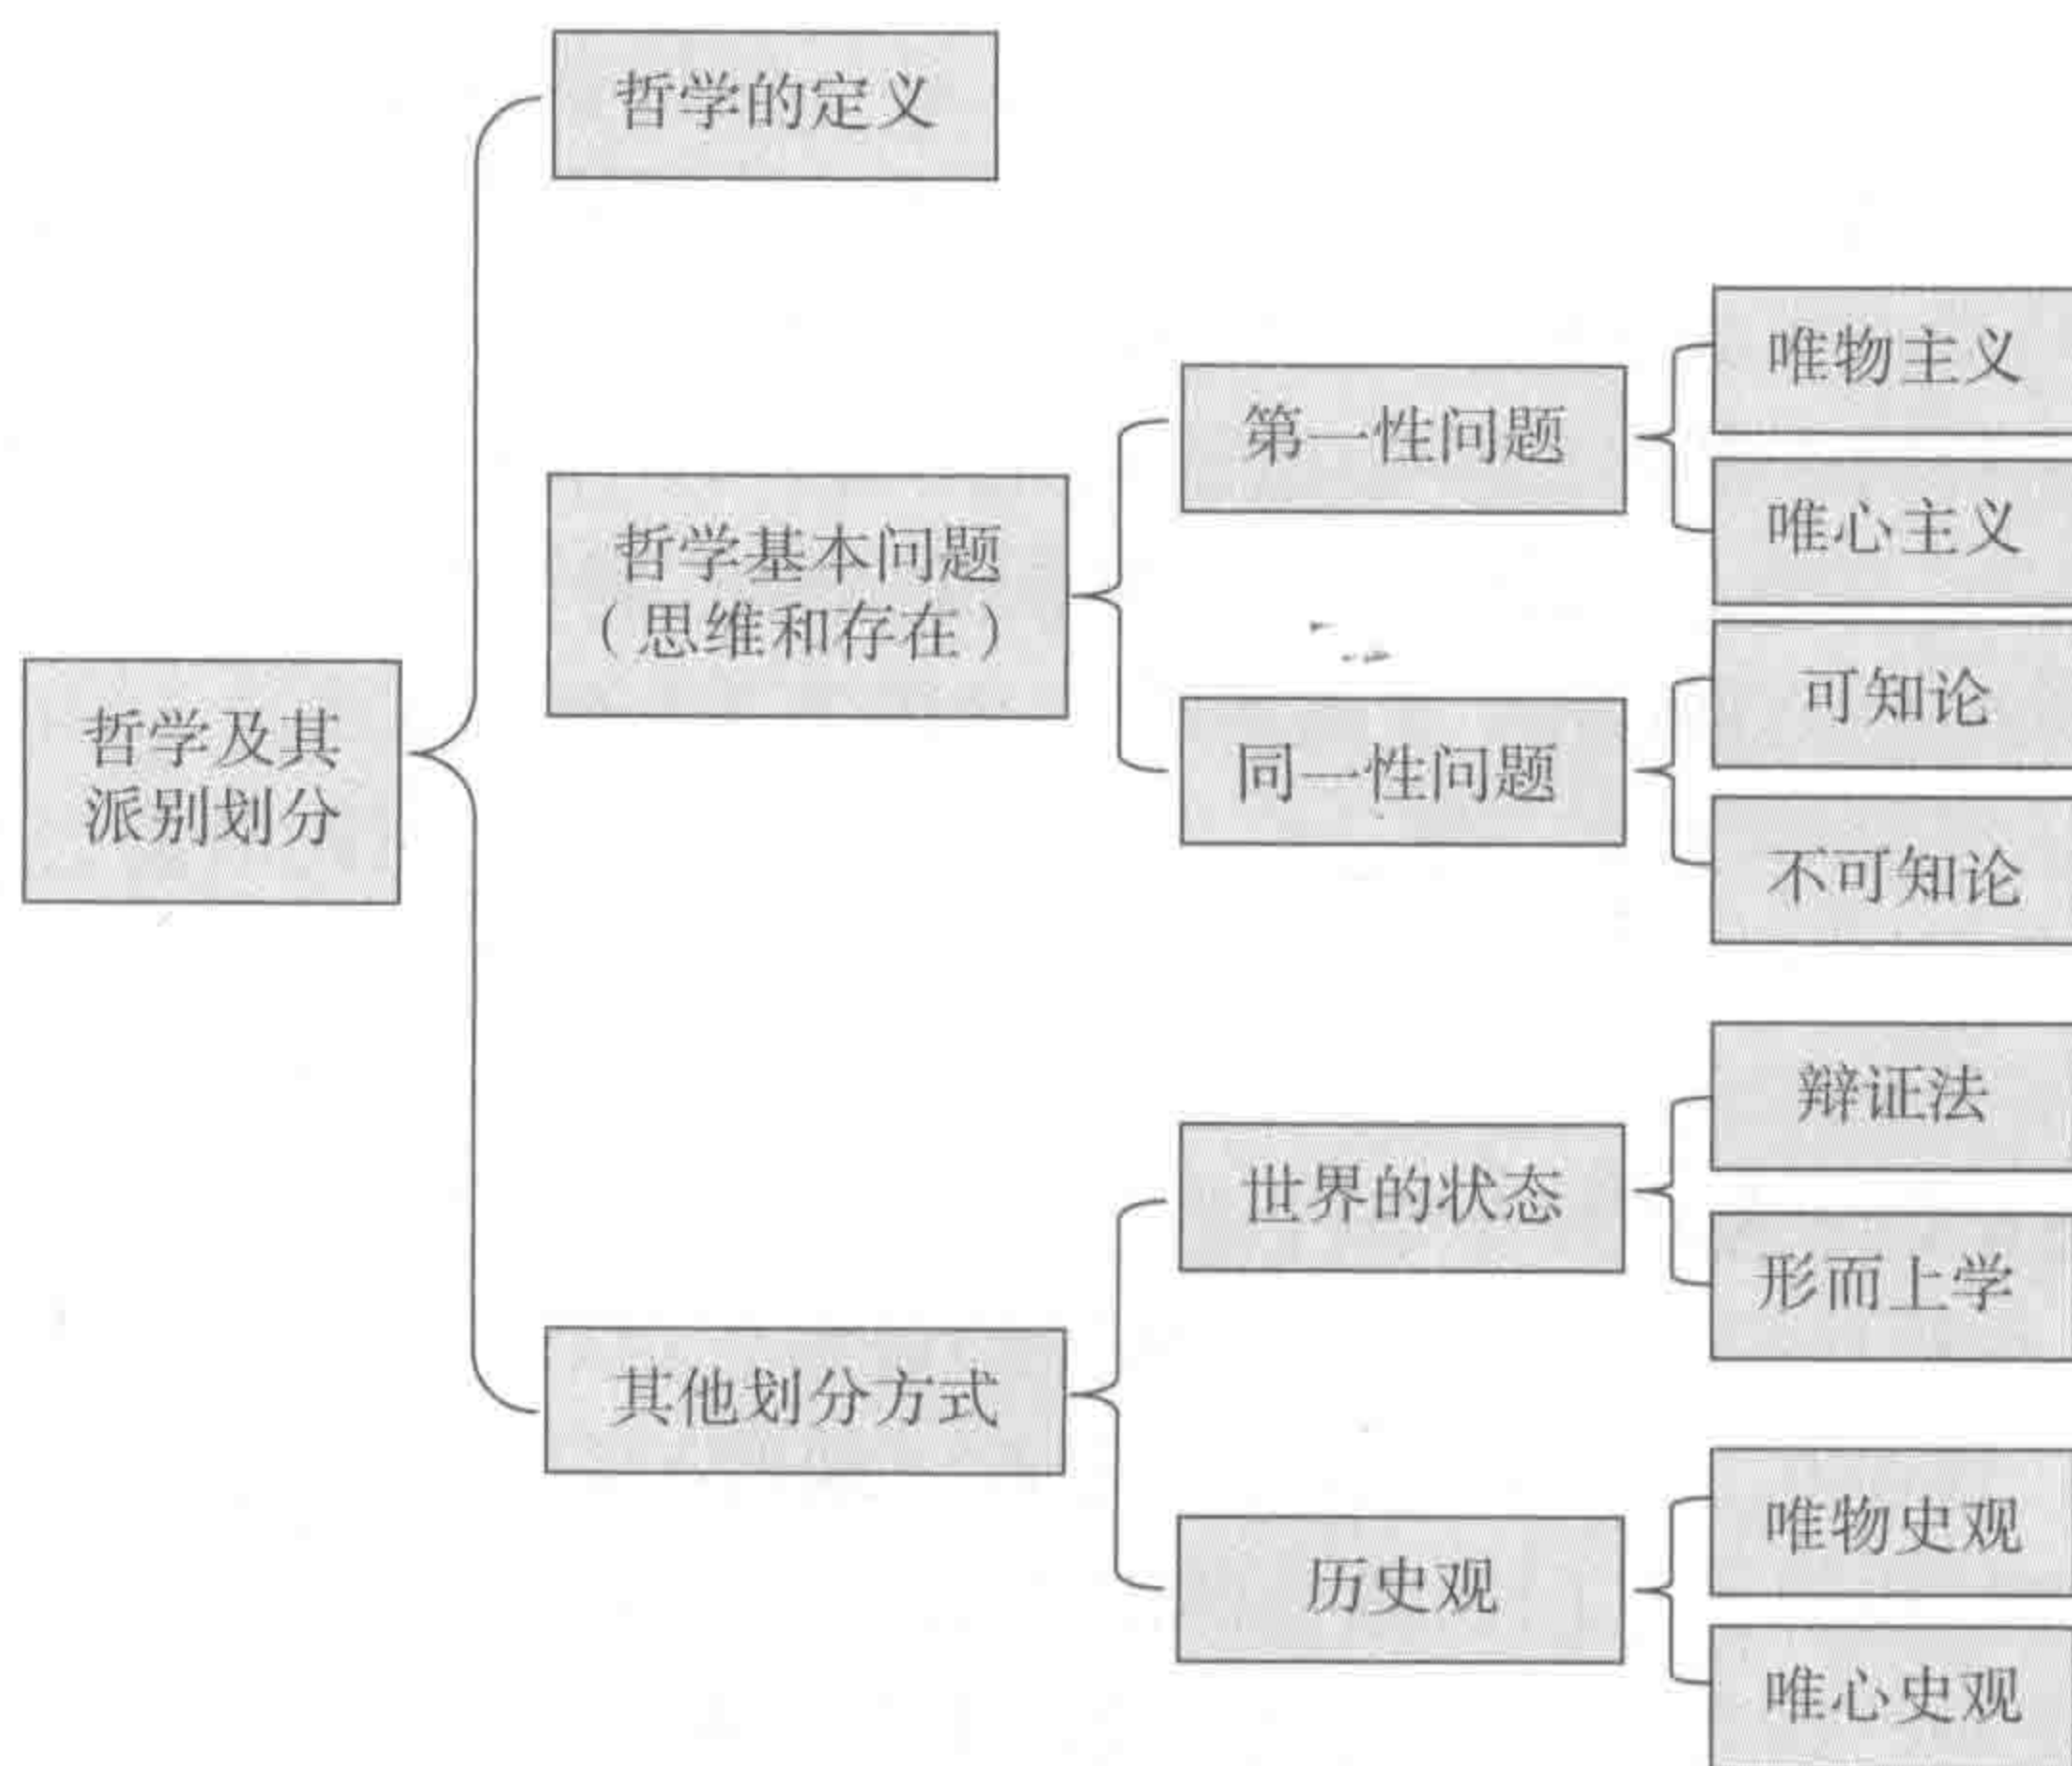 哲学的定义
唯物主义
第一性问题
唯心主义
哲学基本问题
（思维和存在）
可知论
同一性问题
不可知论
哲学及其
派别划分
辩证法
世界的状态
形而上学
其他划分方式
唯物史观
历史观
唯心史观